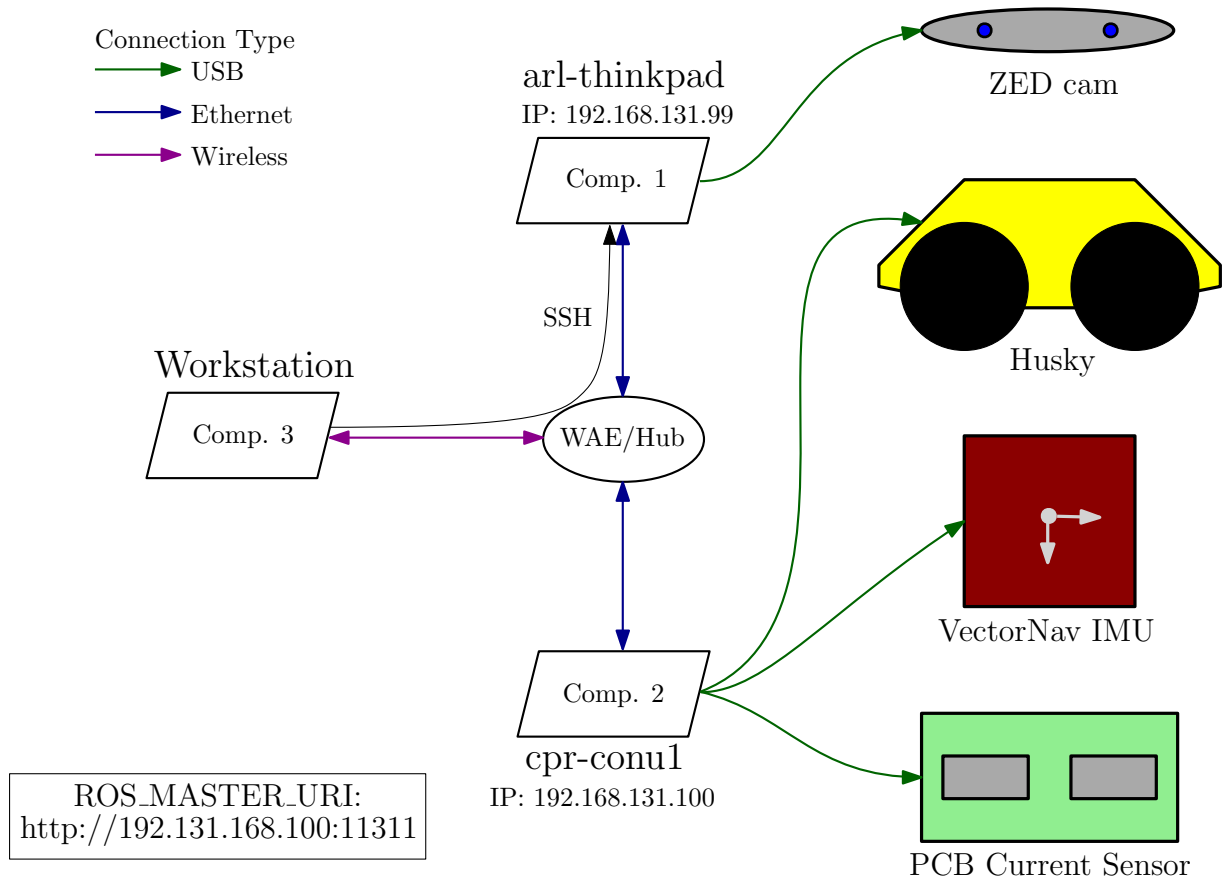 Connection Type
USB
Ethernet
Wireless
arl-thinkpad
IP: 192.168.131.99
Comp. 1
ZED cam
SSH
Husky
Workstation
Comp. 3
WAE/Hub
VectorNav IMU
Comp. 2
cpr-conu1
IP: 192.168.131.100
ROS_MASTER_URI:
http://192.131.168.100:11311
PCB Current Sensor